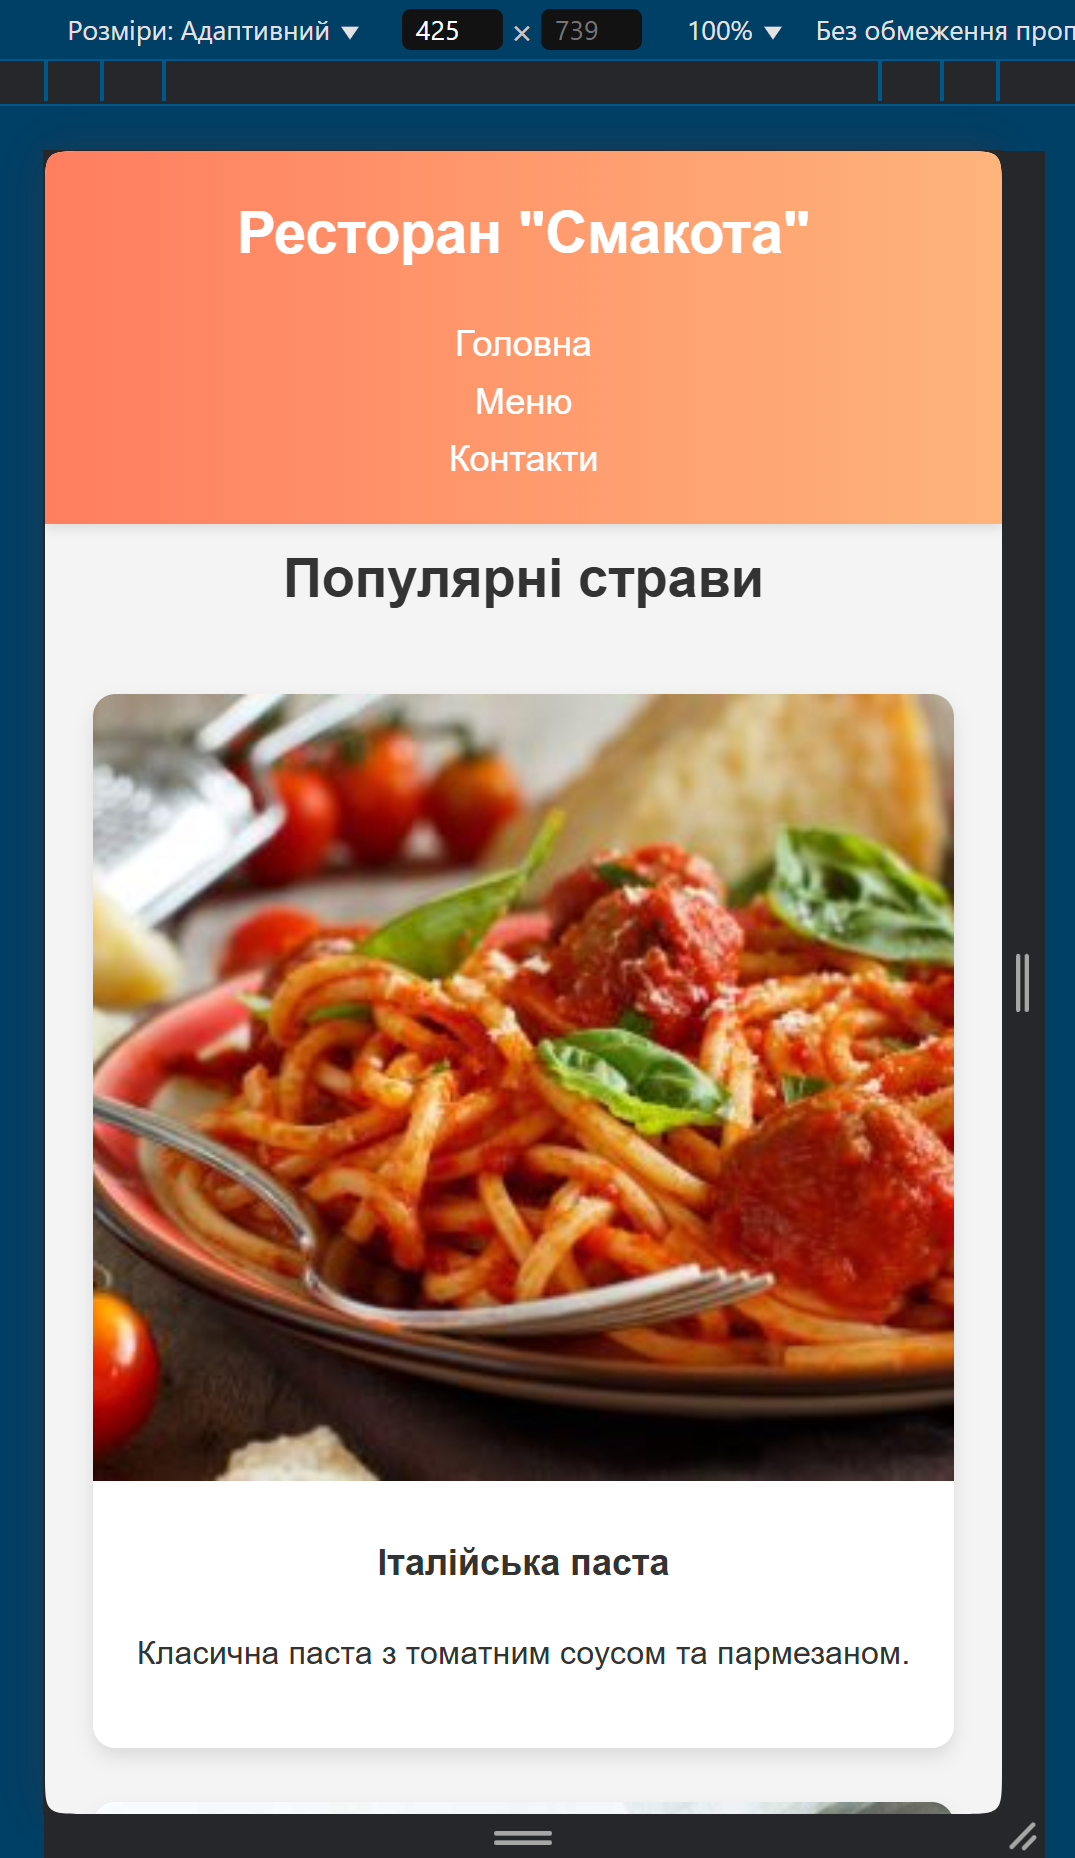 Розміри: Адаптивний ▼ 425 × 739 100% ▼ Без обмеження проп
Ресторан "Смакота"
Головна
Меню
Контакти
Популярні страви
Італійська паста
Класична паста з томатним соусом та пармезаном.